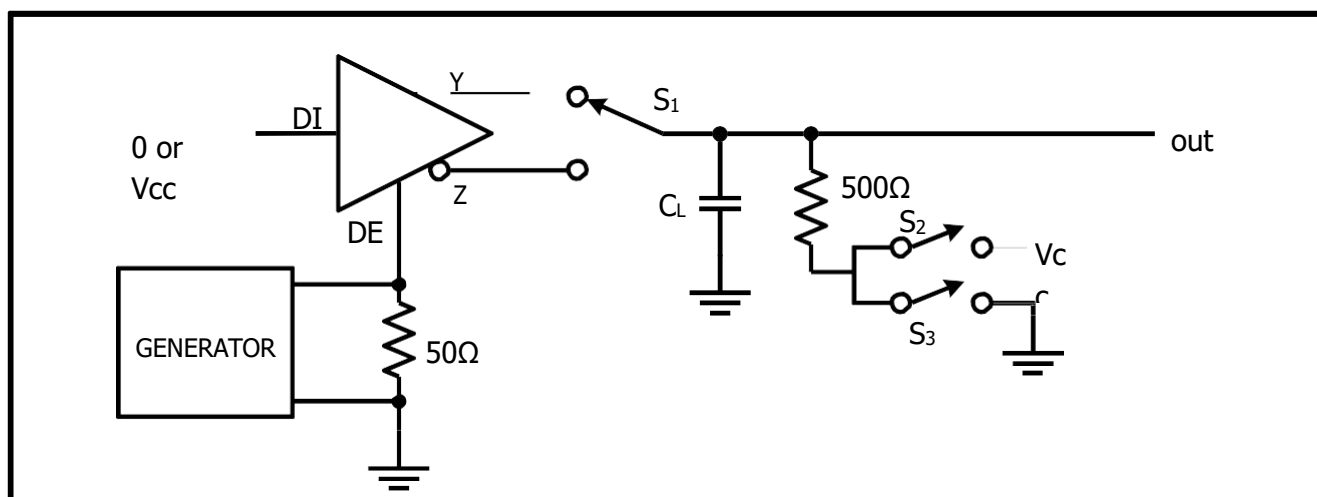 Y
S1
DI
0 or
Vcc
out
Z
CL
500Ω
DE
S2
Vc
c
S3
GENERATOR
50Ω